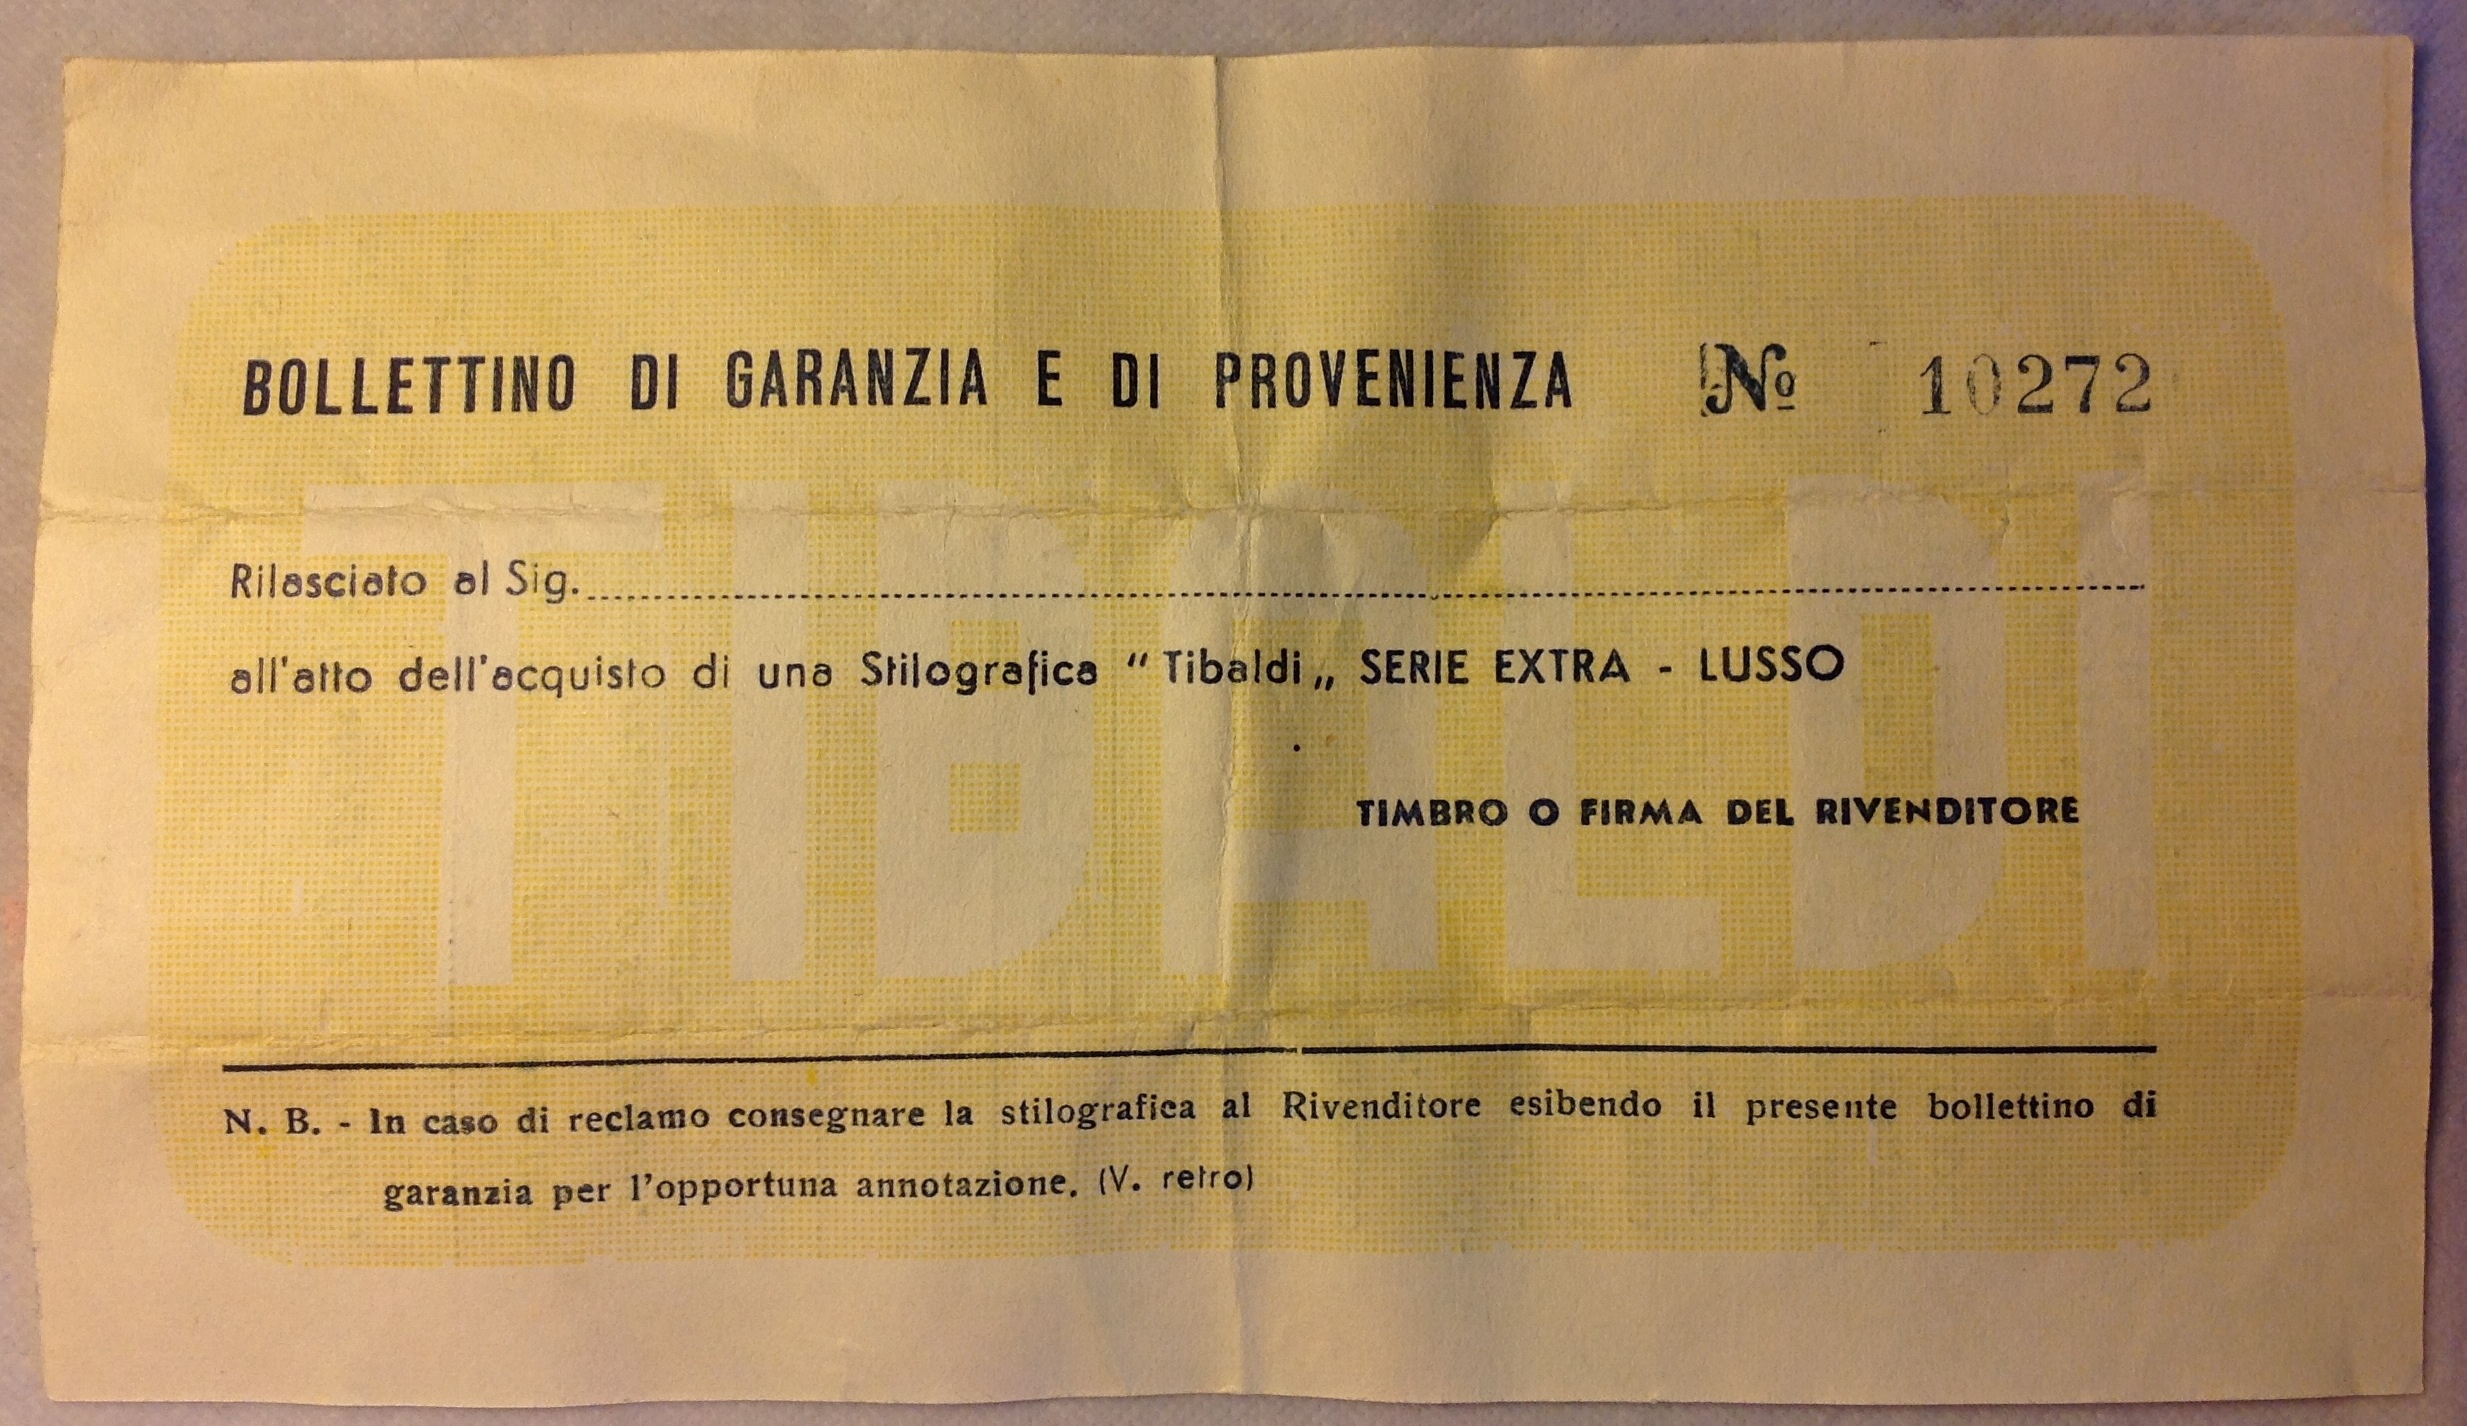 BOLLETTINO DI GARANZIA E DI PROVENIENZA No 10272
TIBALDI
Rilasciato al Sig.
all'atto dell'acquisto di una Stilografica “Tibaldi„ SERIE EXTRA - LUSSO
TIMBRO O FIRMA DEL RIVENDITORE
N. B. - In caso di reclamo consegnare la stilografica al Rivenditore esibendo il presente bollettino di
garanzia per l'opportuna annotazione. (V. retro)